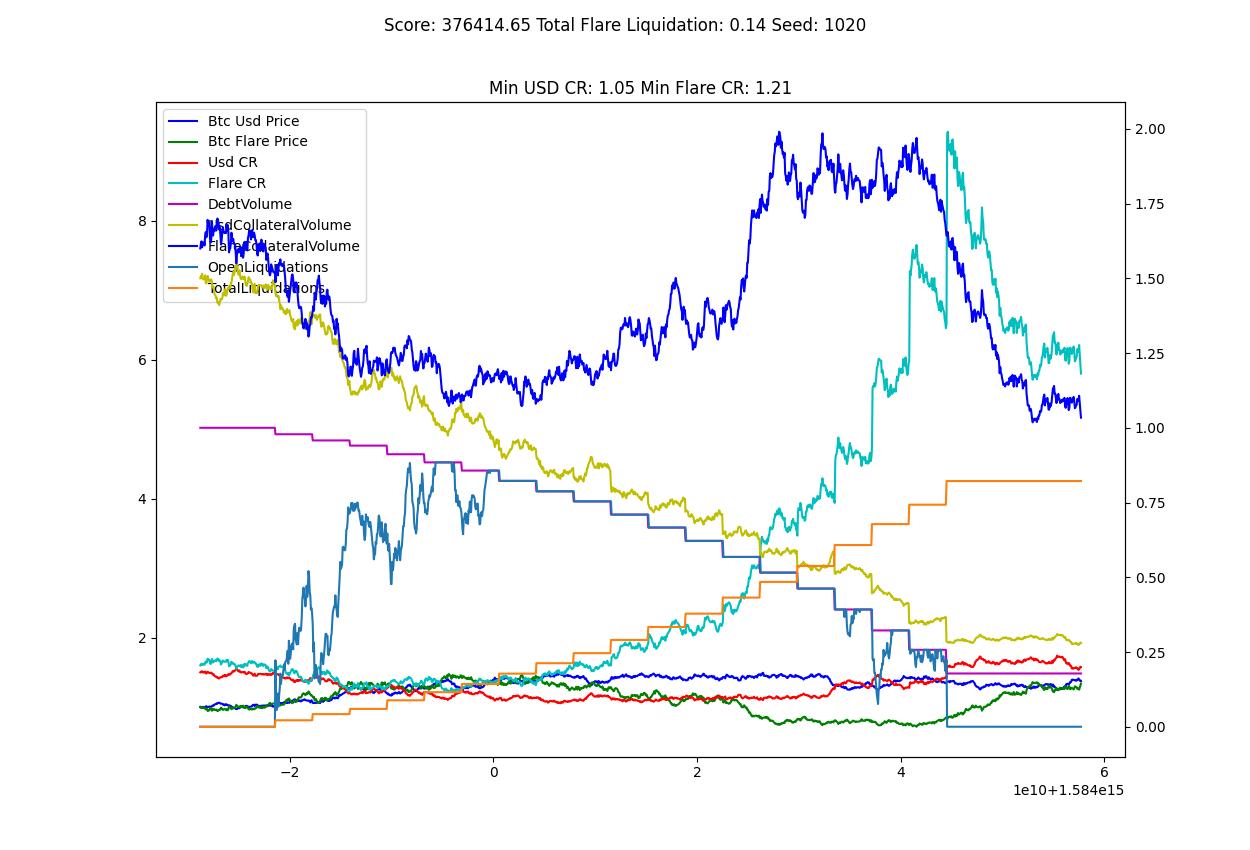 Score: 376414.65 Total Flare Liquidation: 0.14 Seed: 1020
Min USD CR: 1.05 Min Flare CR: 1.21
Btc Usd Price
Btc Flare Price
Usd CR
Flare CR
DebtVolume
UsdCollateralVolume
FlareCollateralVolume
OpenLiquidations
TotalLiquidations
8
6
4
2
2.00
1.75
1.50
1.25
1.00
0.75
0.50
0.25
0.00
−2 0 2 4 6
1e10+1.584e15